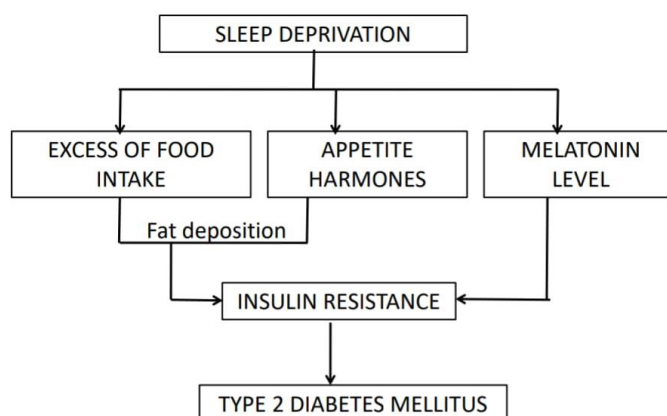 SLEEP DEPRIVATION
EXCESS OF FOOD
INTAKE
APPETITE
HARMONES
MELATONIN
LEVEL
Fat deposition
INSULIN RESISTANCE
TYPE 2 DIABETES MELLITUS